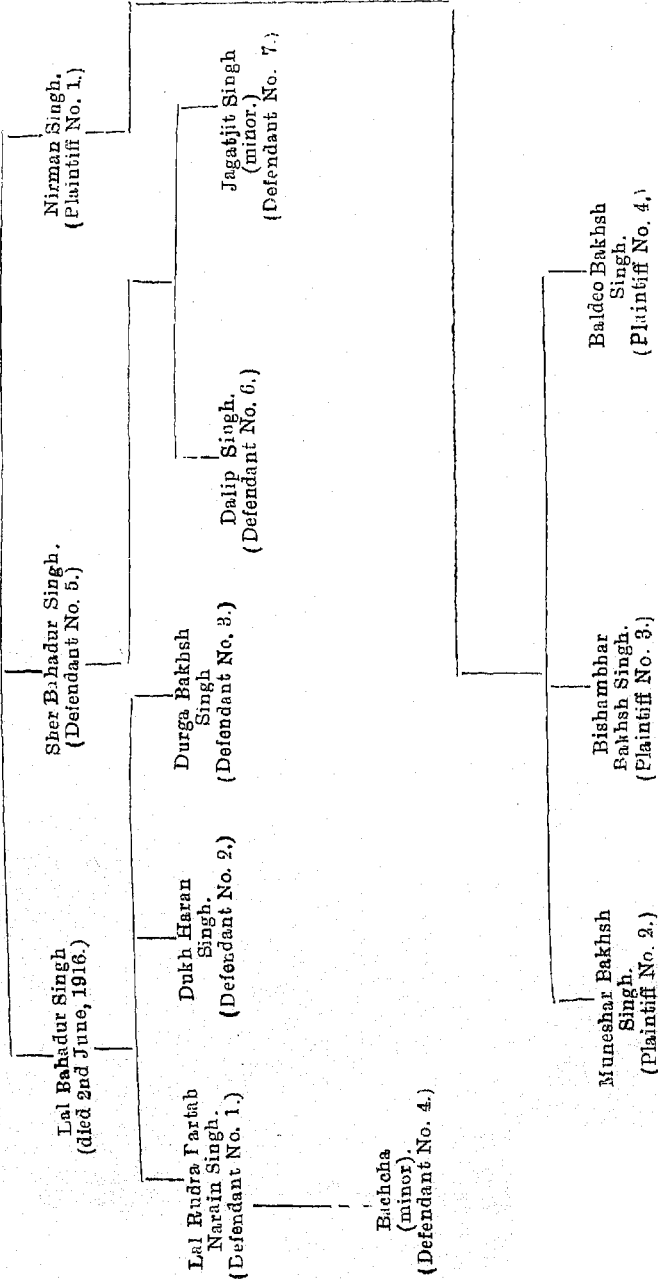 Lal Bahadur Singh
(died 2nd June, 1916.)
Sher Bahadur Singh.
(Defendant No. 5.)
Nirman Singh.
(Plaintiff No. 1.)
Lal Rudra Partab
Narain Singh.
(Defendant No. 1.)
Dukh Haran
Singh.
(Defendant No. 2.)
Durga Bakhsh
Singh
(Defendant No. 3.)
Dalip Singh.
(Defendant No. 6.)
Jagatjit Singh
(minor.)
(Defendant No. 7.)
Bachcha
(minor).
(Defendant No. 4.)
Muneshar Bakhsh
Singh.
(Plaintiff No. 2.)
Bishambhar
Bakhsh Singh.
(Plaintiff No. 3.)
Baldeo Bakhsh
Singh.
(Plaintiff No. 4.)